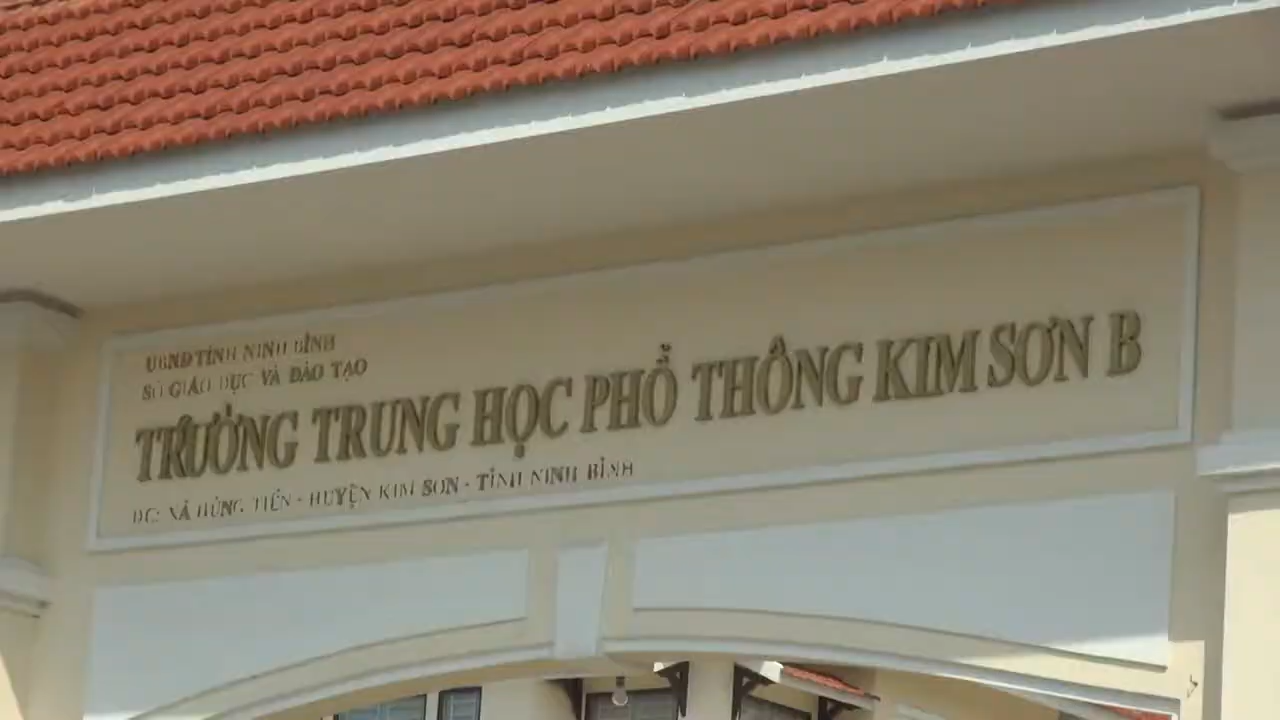 UBND TỈNH NINH BÌNH
SỞ GIÁO DỤC VÀ ĐÀO TẠO
TRƯỜNG TRUNG HỌC PHỔ THÔNG KIM SƠN B
ĐC: XÃ HÙNG TIẾN - HUYỆN KIM SƠN - TỈNH NINH BÌNH